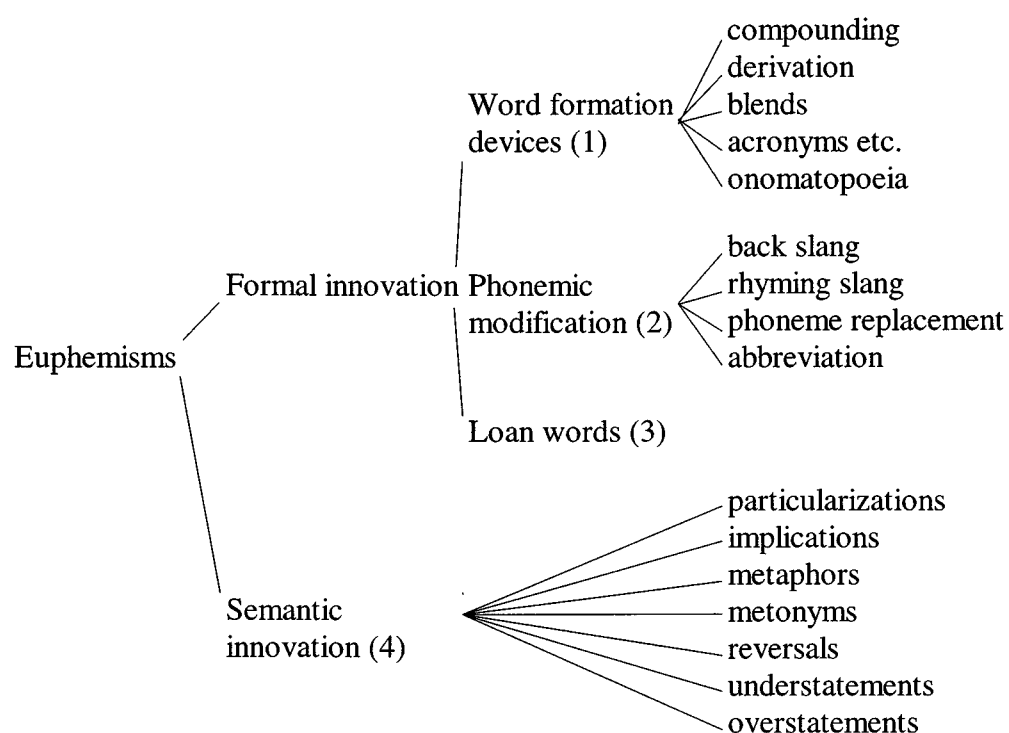 compounding
derivation
Word formation
devices (1)
blends
acronyms etc.
onomatopoeia
back slang
Formal innovation
Phonemic
modification (2)
rhyming slang
phoneme replacement
abbreviation
Euphemisms
Loan words (3)
particularizations
implications
metaphors
Semantic
innovation (4)
metonyms
reversals
understatements
overstatements